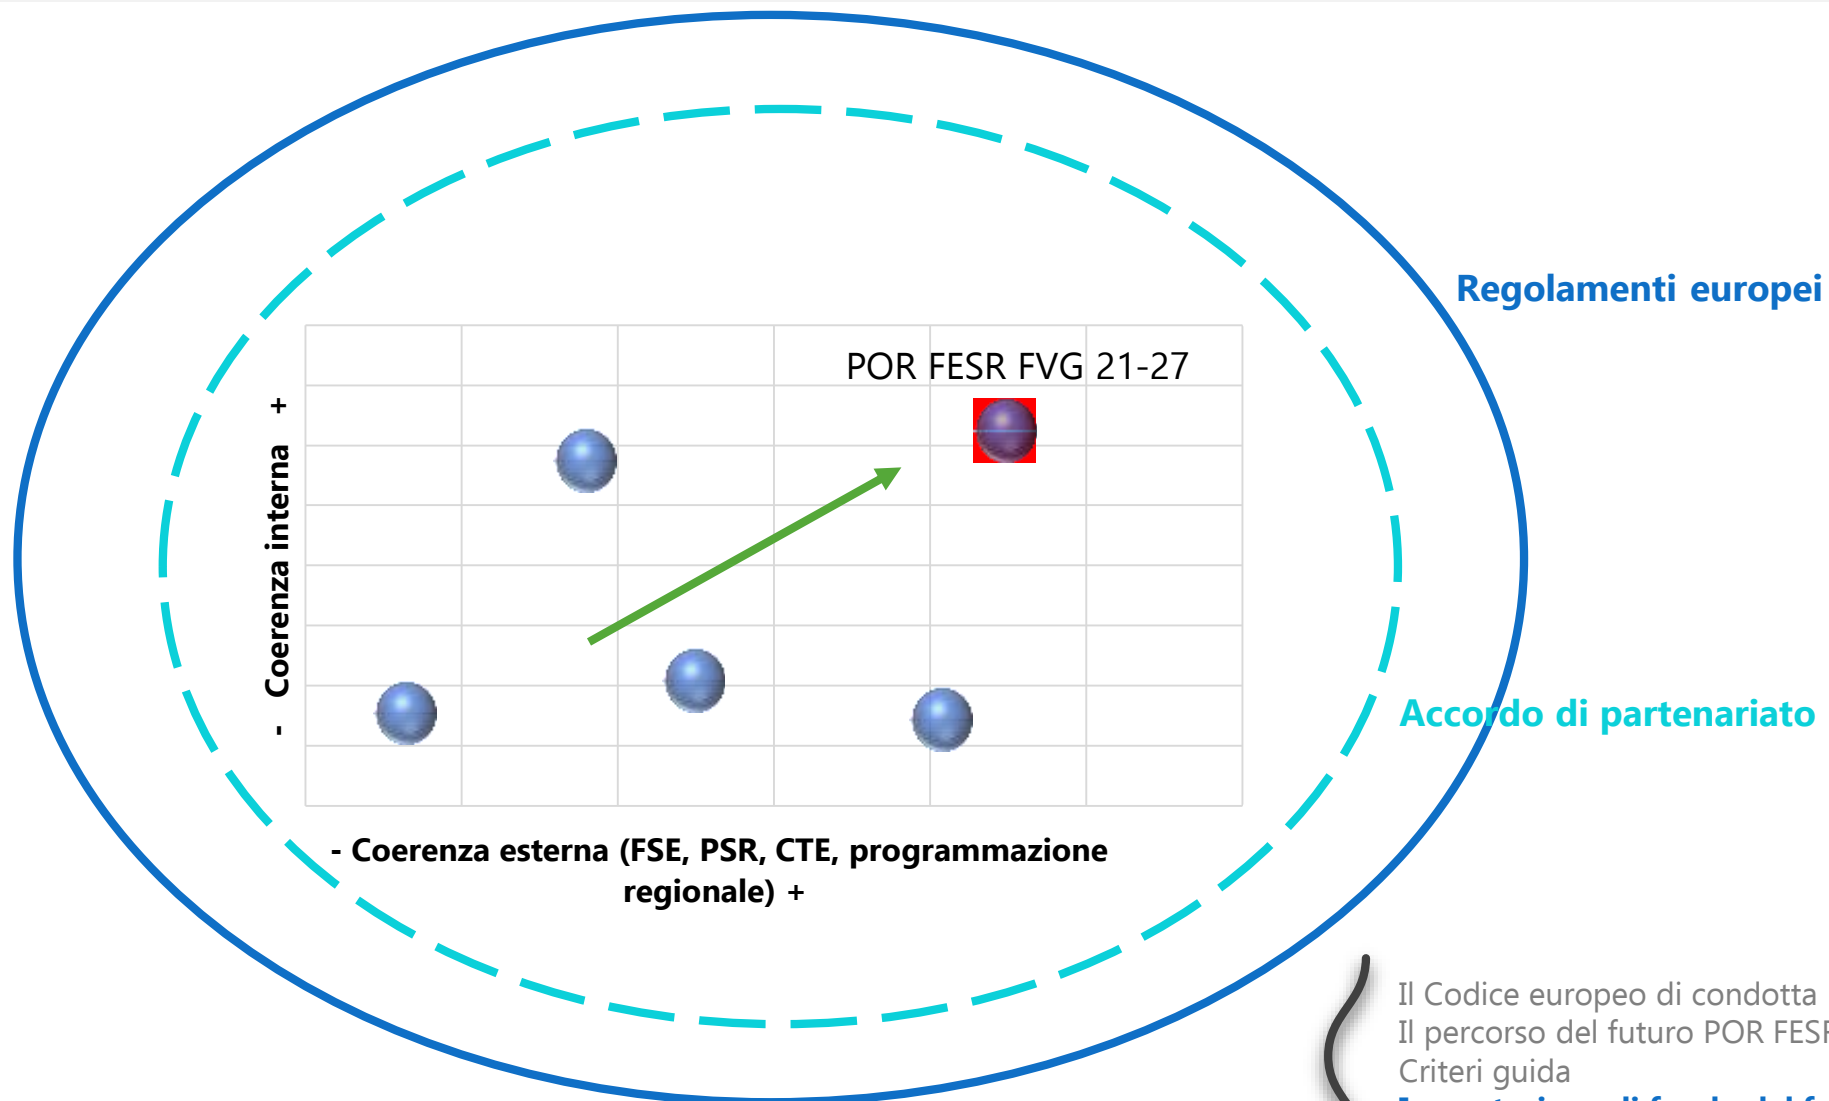 Regolamenti europei
POR FESR FVG 21-27
- Coerenza interna +
Accordo di partenariato
- Coerenza esterna (FSE, PSR, CTE, programmazione
regionale) +
Il Codice europeo di condotta
Il percorso del futuro POR FESR
Criteri guida